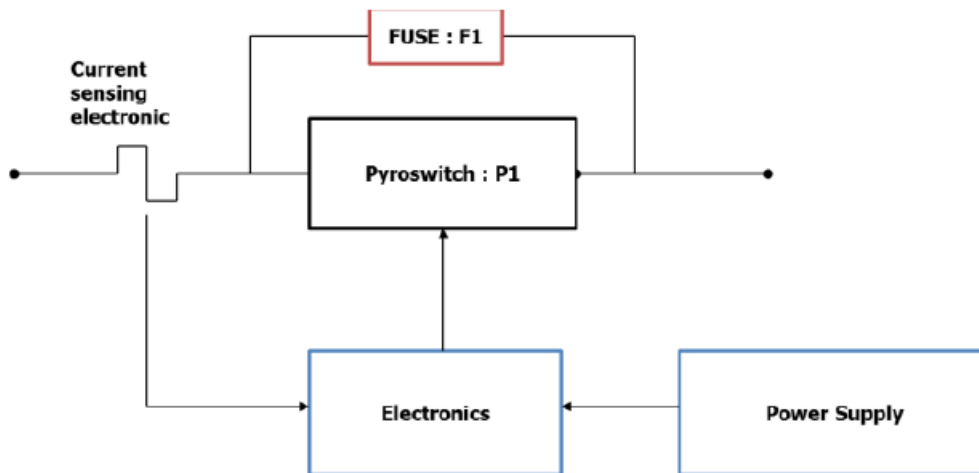 FUSE : F1
Current
sensing
electronic
Pyroswitch : P1
Electronics
Power Supply